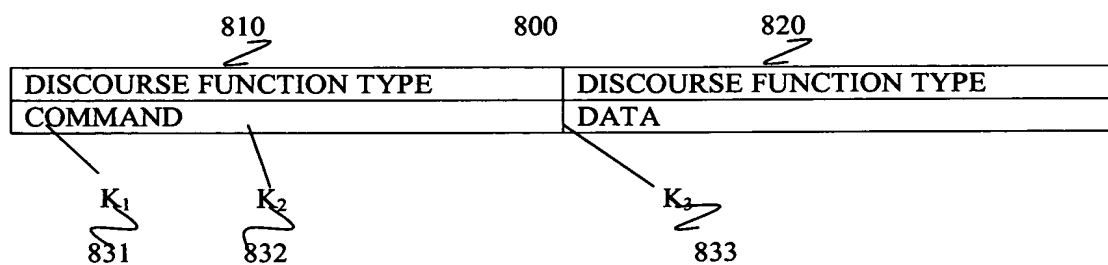 810 800 820
DISCOURSE FUNCTION TYPE DISCOURSE FUNCTION TYPE
COMMAND DATA
K₁ K₂ K₃
831 832 833